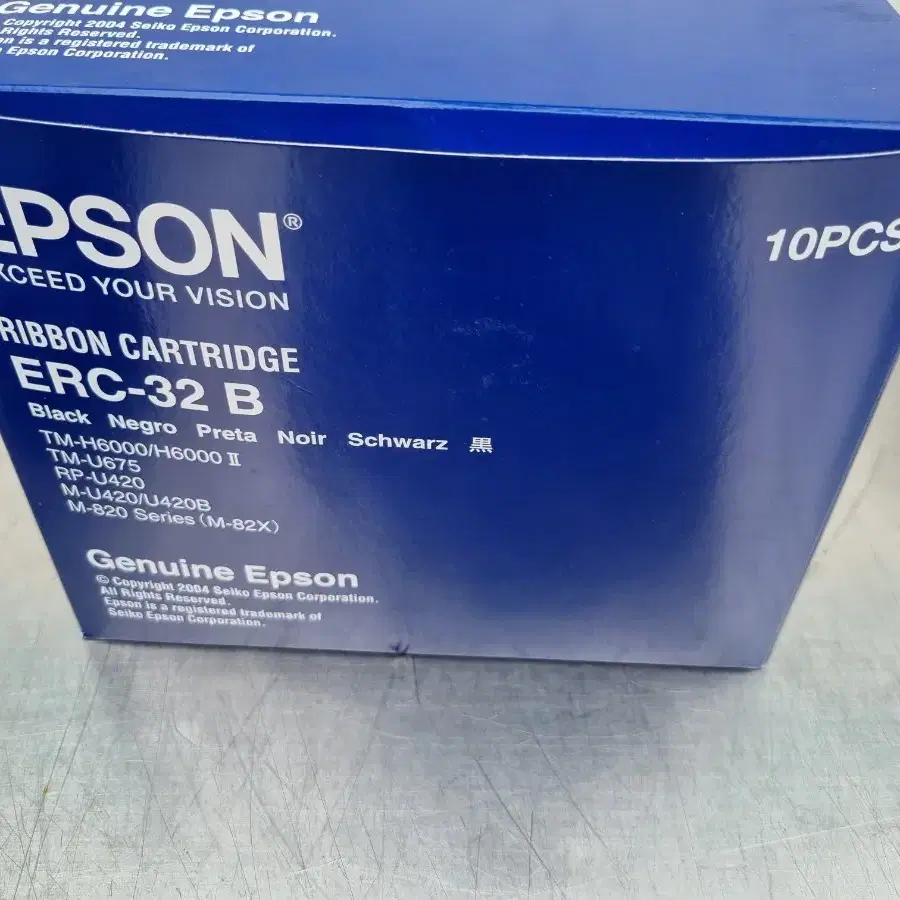 Genuine Epson
Copyright 2004 Seiko Epson Corporation.
Rights Reserved.
n is a registered trademark of
Epson Corporation.
EPSON®
XCEED YOUR VISION
10PCS
RIBBON CARTRIDGE
ERC-32 B
Black Negro Preta Noir Schwarz 黒
TM-H6000/H6000 II
TM-U675
RP-U420
M-U420/U420B
M-820 Series (M-82X)
Genuine Epson
© Copyright 2004 Seiko Epson Corporation.
All Rights Reserved.
Epson is a registered trademark of
Seiko Epson Corporation.